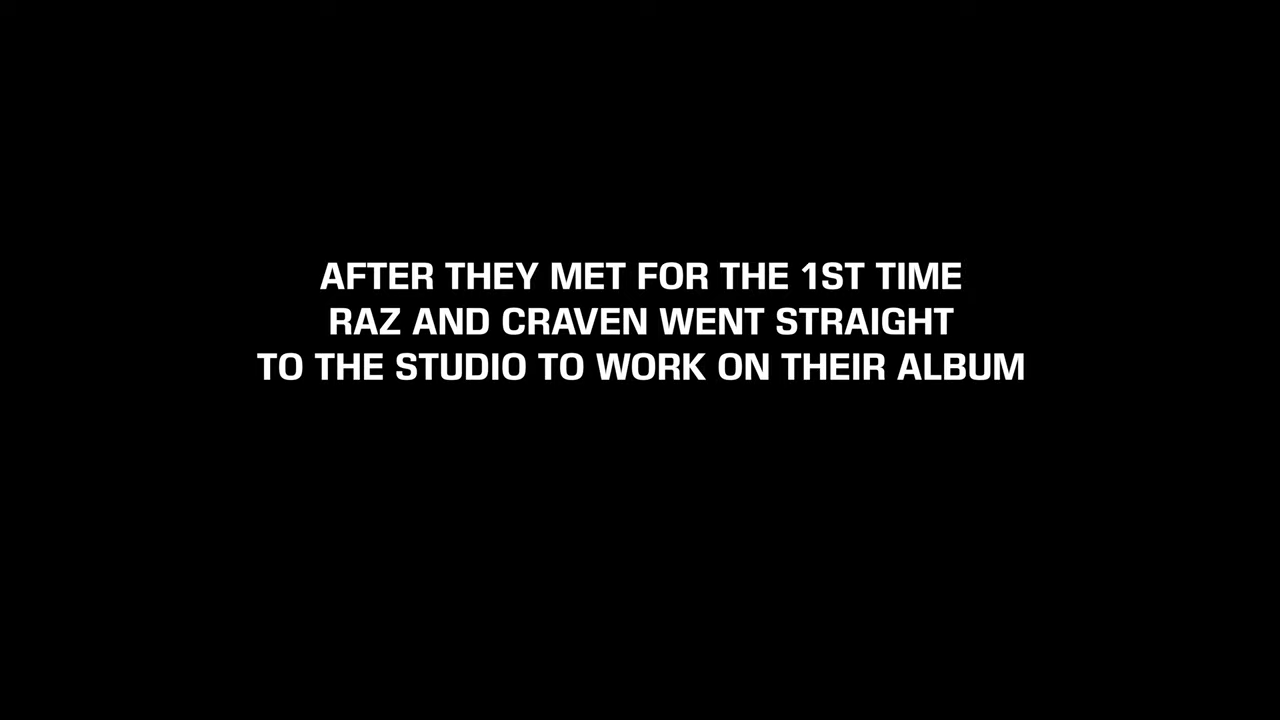 AFTER THEY MET FOR THE 1ST TIME
RAZ AND CRAVEN WENT STRAIGHT
TO THE STUDIO TO WORK ON THEIR ALBUM